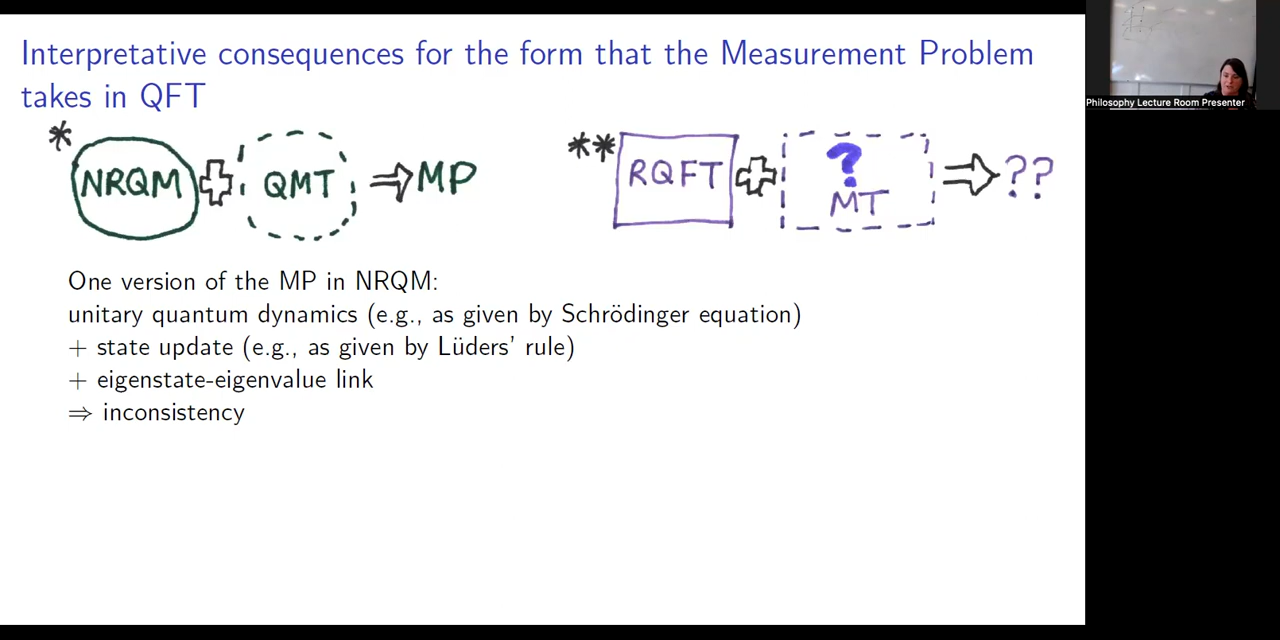 Interpretative consequences for the form that the Measurement Problem
takes in QFT
* NRQM + QMT ⇒ MP
** RQFT + ? MT ⇒ ??
One version of the MP in NRQM:
unitary quantum dynamics (e.g., as given by Schrödinger equation)
+ state update (e.g., as given by Lüders' rule)
+ eigenstate-eigenvalue link
⇒ inconsistency
Philosophy Lecture Room Presenter